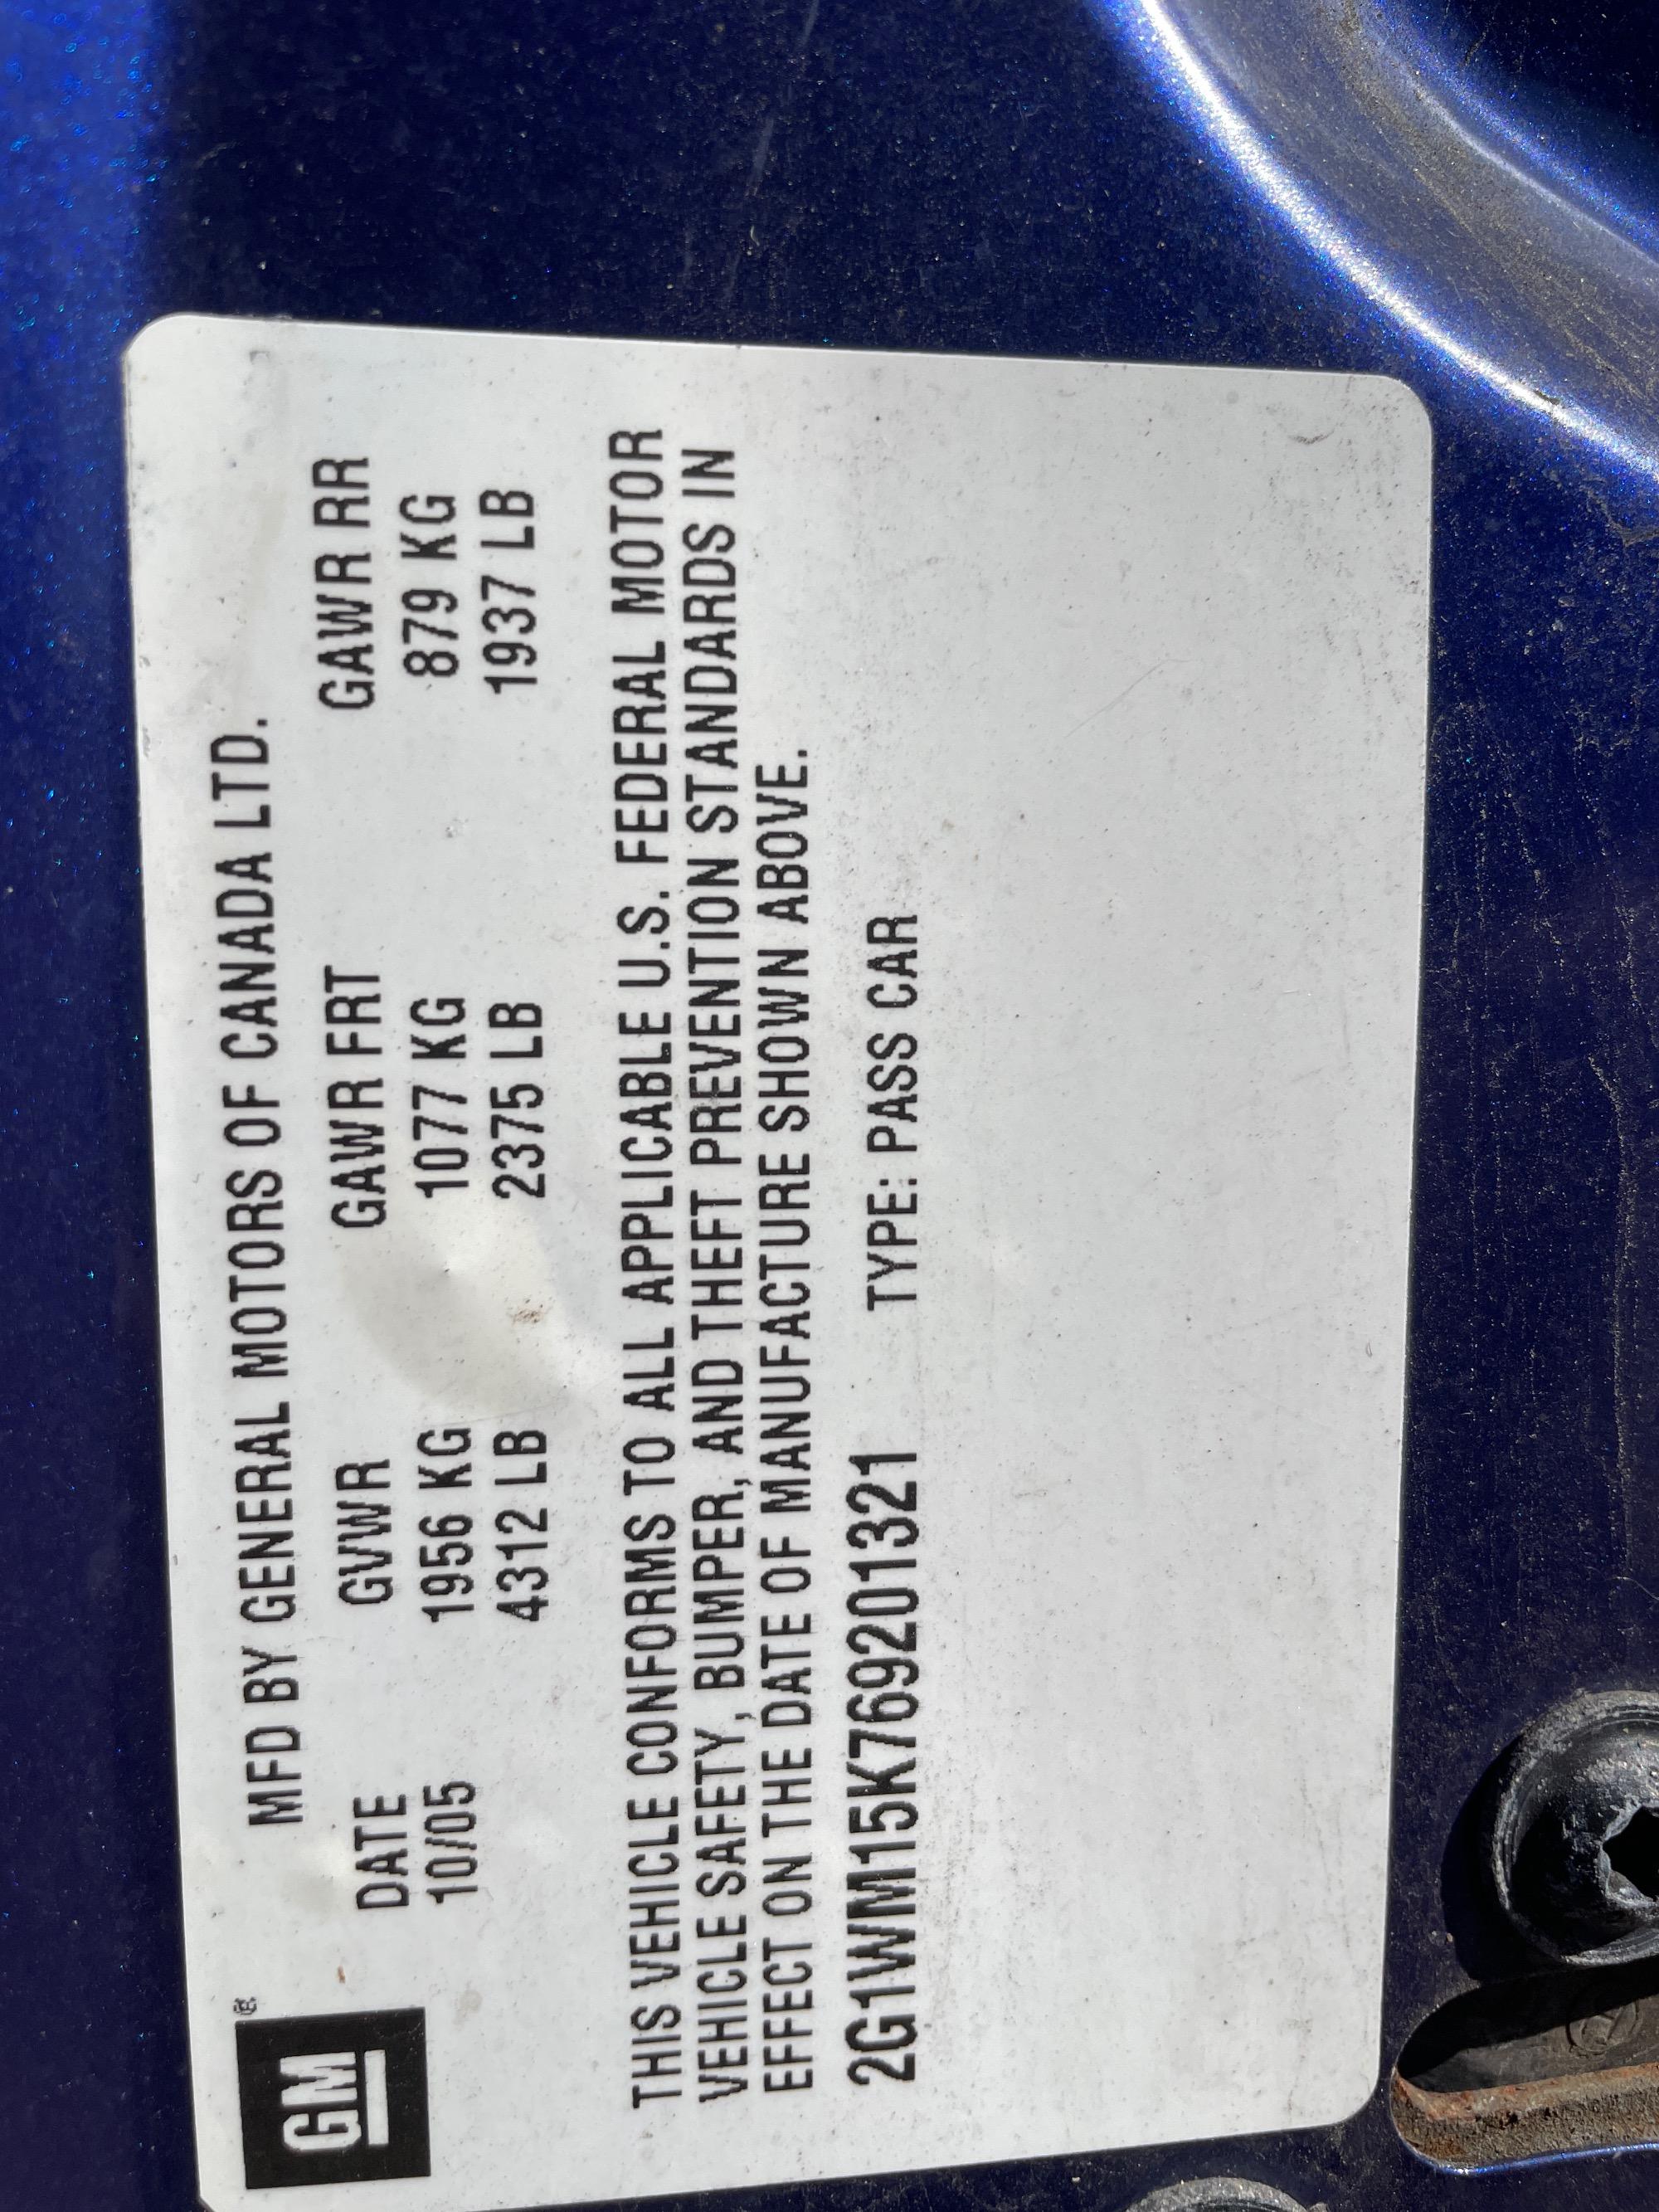 GM®
MFD BY GENERAL MOTORS OF CANADA LTD.
DATE GVWR GAWR FRT GAWR RR
10/05 1956 KG 1077 KG 879 KG
4312 LB 2375 LB 1937 LB
THIS VEHICLE CONFORMS TO ALL APPLICABLE U.S. FEDERAL MOTOR
VEHICLE SAFETY, BUMPER, AND THEFT PREVENTION STANDARDS IN
EFFECT ON THE DATE OF MANUFACTURE SHOWN ABOVE.
2G1WM15K769201321 TYPE: PASS CAR